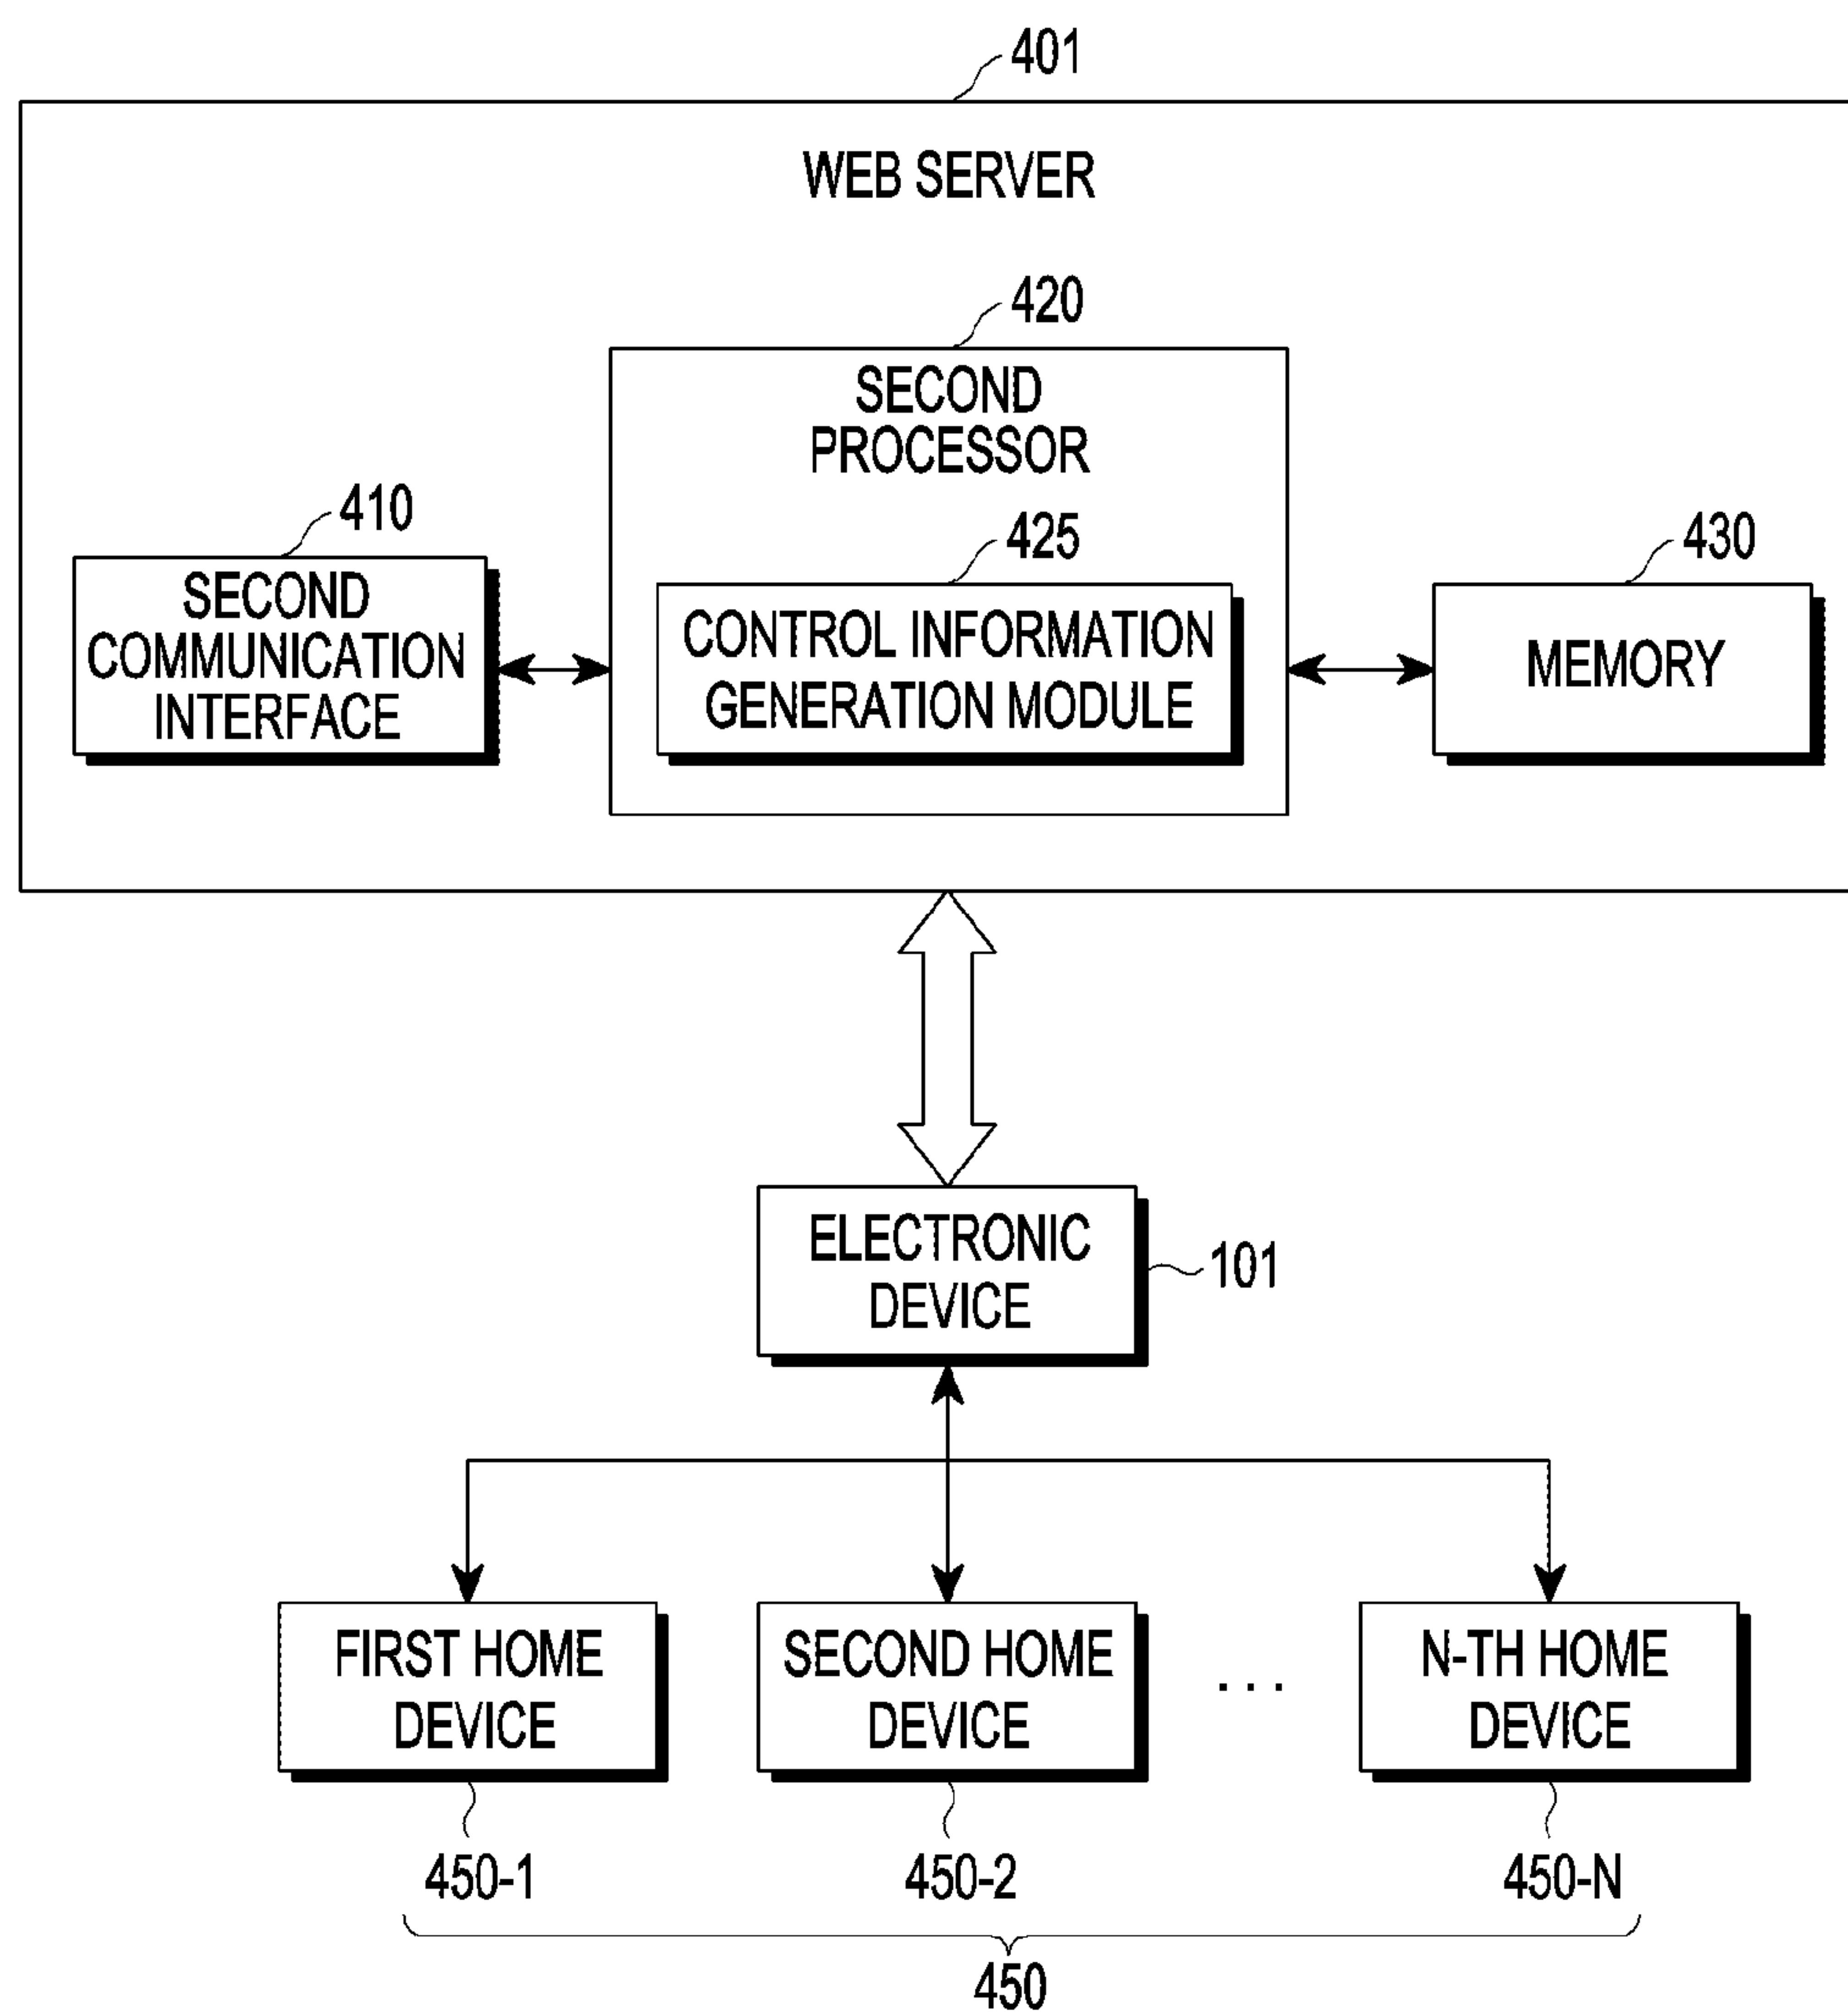 401
WEB SERVER
420
SECOND
PROCESSOR
410
SECOND
COMMUNICATION
INTERFACE
425
CONTROL INFORMATION
GENERATION MODULE
430
MEMORY
ELECTRONIC
DEVICE
101
FIRST HOME
DEVICE
SECOND HOME
DEVICE
...
N-TH HOME
DEVICE
450-1
450-2
450-N
450